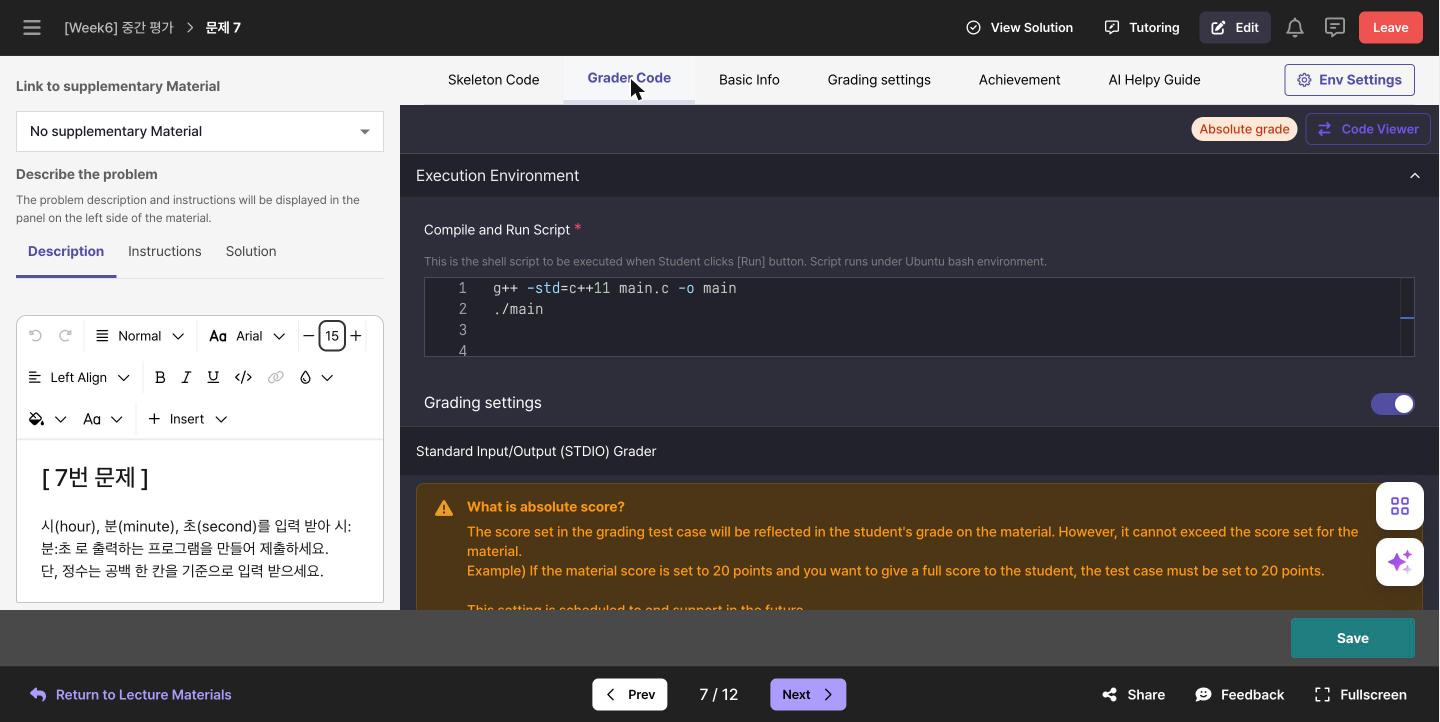 [Week6] 중간 평가 > 문제 7
View Solution
Tutoring
Edit
Leave
Link to supplementary Material
No supplementary Material
Describe the problem
The problem description and instructions will be displayed in the
panel on the left side of the material.
Description Instructions Solution
Normal Aa Arial 15
Left Align B I U </>
Aa Insert
[ 7번 문제 ]
시(hour), 분(minute), 초(second)를 입력 받아 시:
분:초 로 출력하는 프로그램을 만들어 제출하세요.
단, 정수는 공백 한 칸을 기준으로 입력 받으세요.
Skeleton Code Grader Code Basic Info Grading settings Achievement AI Helpy Guide Env Settings
Absolute grade Code Viewer
Execution Environment
Compile and Run Script *
This is the shell script to be executed when Student clicks [Run] button. Script runs under Ubuntu bash environment.
1 g++ -std=c++11 main.c -o main
2 ./main
3
4
Grading settings
Standard Input/Output (STDIO) Grader
What is absolute score?
The score set in the grading test case will be reflected in the student's grade on the material. However, it cannot exceed the score set for the
material.
Example) If the material score is set to 20 points and you want to give a full score to the student, the test case must be set to 20 points.
This setting is scheduled to end support in the future.
Save
Return to Lecture Materials
Prev 7 / 12 Next
Share Feedback Fullscreen